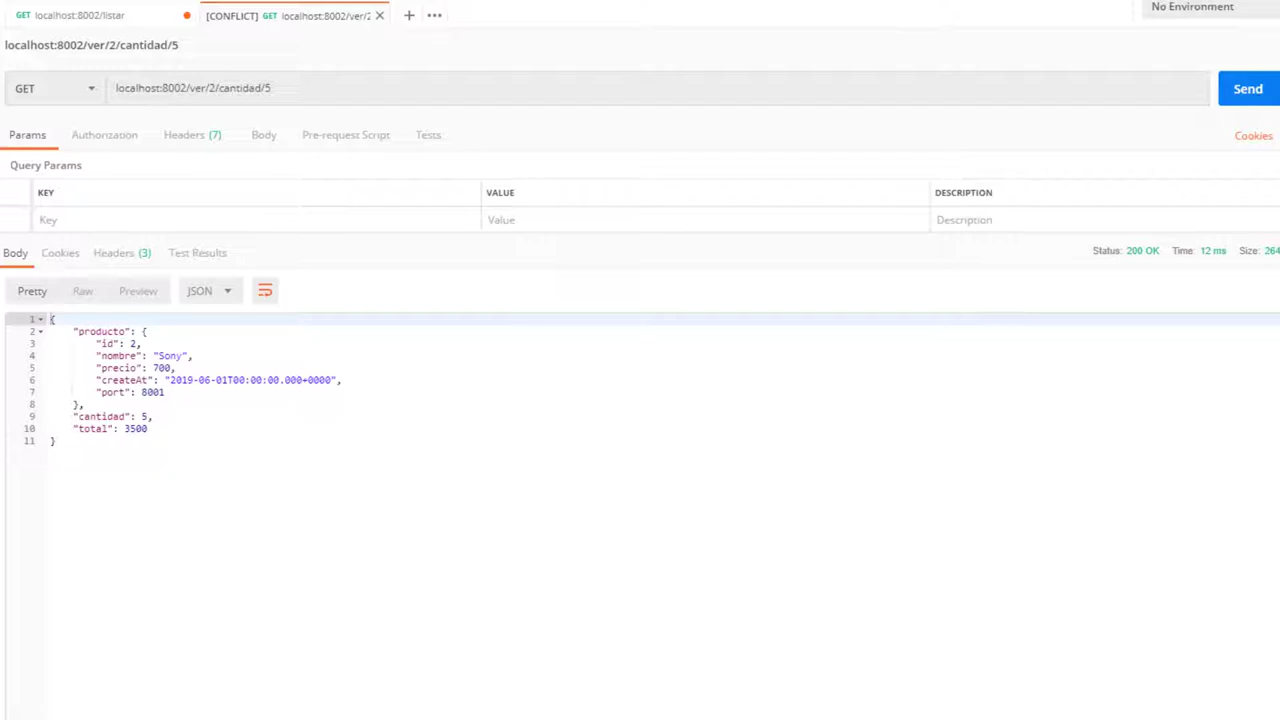 GET localhost:8002/listar
[CONFLICT] GET localhost:8002/ver/2
No Environment
localhost:8002/ver/2/cantidad/5
GET localhost:8002/ver/2/cantidad/5 Send
Params Authorization Headers (7) Body Pre-request Script Tests Cookies
Query Params
KEY VALUE DESCRIPTION
Key Value Description
Body Cookies Headers (3) Test Results Status: 200 OK Time: 12 ms Size: 264
Pretty Raw Preview JSON
1 {
2 "producto": {
3 "id": 2,
4 "nombre": "Sony",
5 "precio": 700,
6 "createAt": "2019-06-01T00:00:00.000+0000",
7 "port": 8001
8 },
9 "cantidad": 5,
10 "total": 3500
11 }